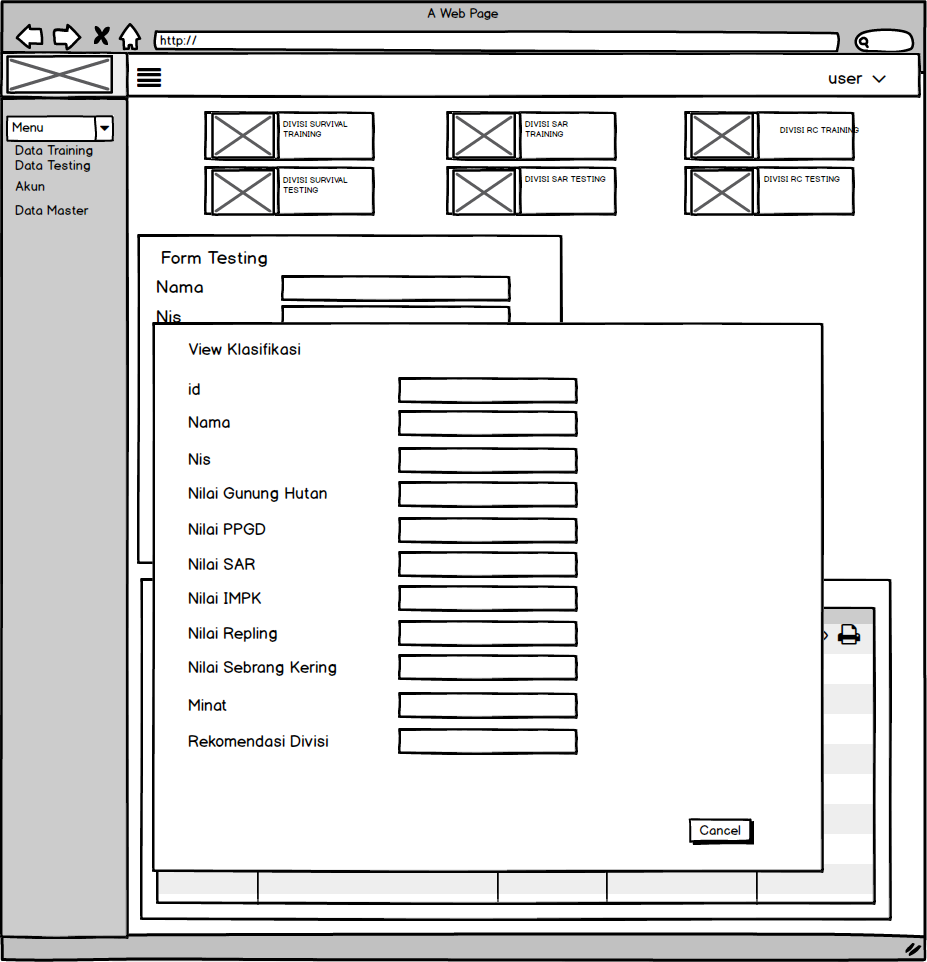 A Web Page
http://
user
Menu
Data Training
Data Testing
Akun
Data Master
DIVISI SURVIVAL
TRAINING
DIVISI SAR
TRAINING
DIVISI RC TRAINING
DIVISI SURVIVAL
TESTING
DIVISI SAR TESTING
DIVISI RC TESTING
Form Testing
Nama
Nis
View Klasifikasi
id
Nama
Nis
Nilai Gunung Hutan
Nilai PPGD
Nilai SAR
Nilai IMPK
Nilai Repling
Nilai Sebrang Kering
Minat
Rekomendasi Divisi
Cancel